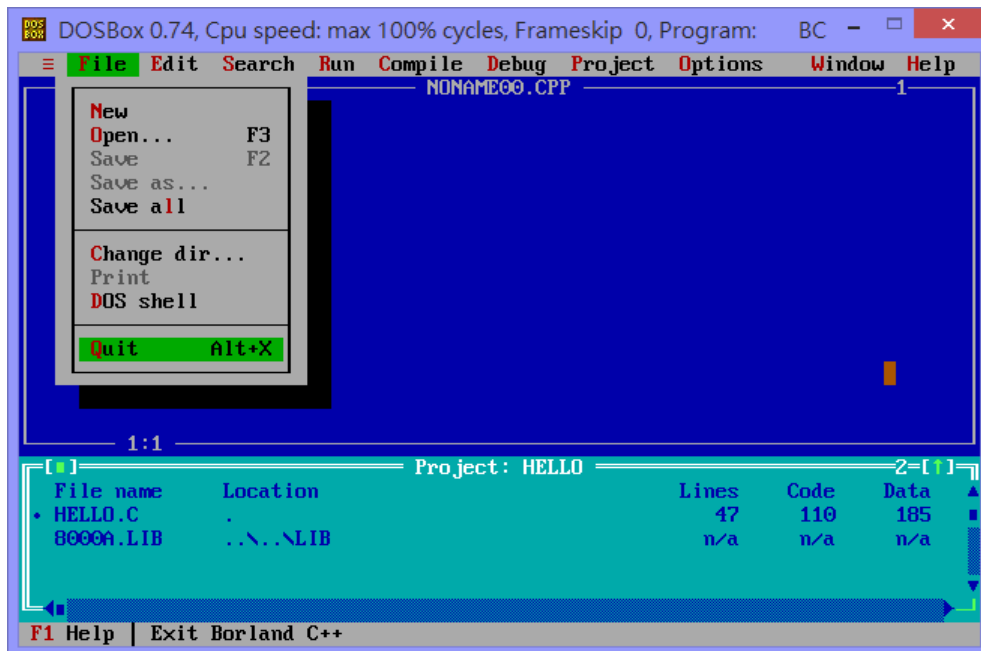 DOSBox 0.74, Cpu speed: max 100% cycles, Frameskip 0, Program: BC
≡ File Edit Search Run Compile Debug Project Options Window Help
NONAME00.CPP 1
New
Open... F3
Save F2
Save as...
Save all
Change dir...
Print
DOS shell
Quit Alt+X
1:1
Project: HELLO 2=[↑]
File name Location Lines Code Data
• HELLO.C . 47 110 185
8000A.LIB ..\..\LIB n/a n/a n/a
F1 Help | Exit Borland C++